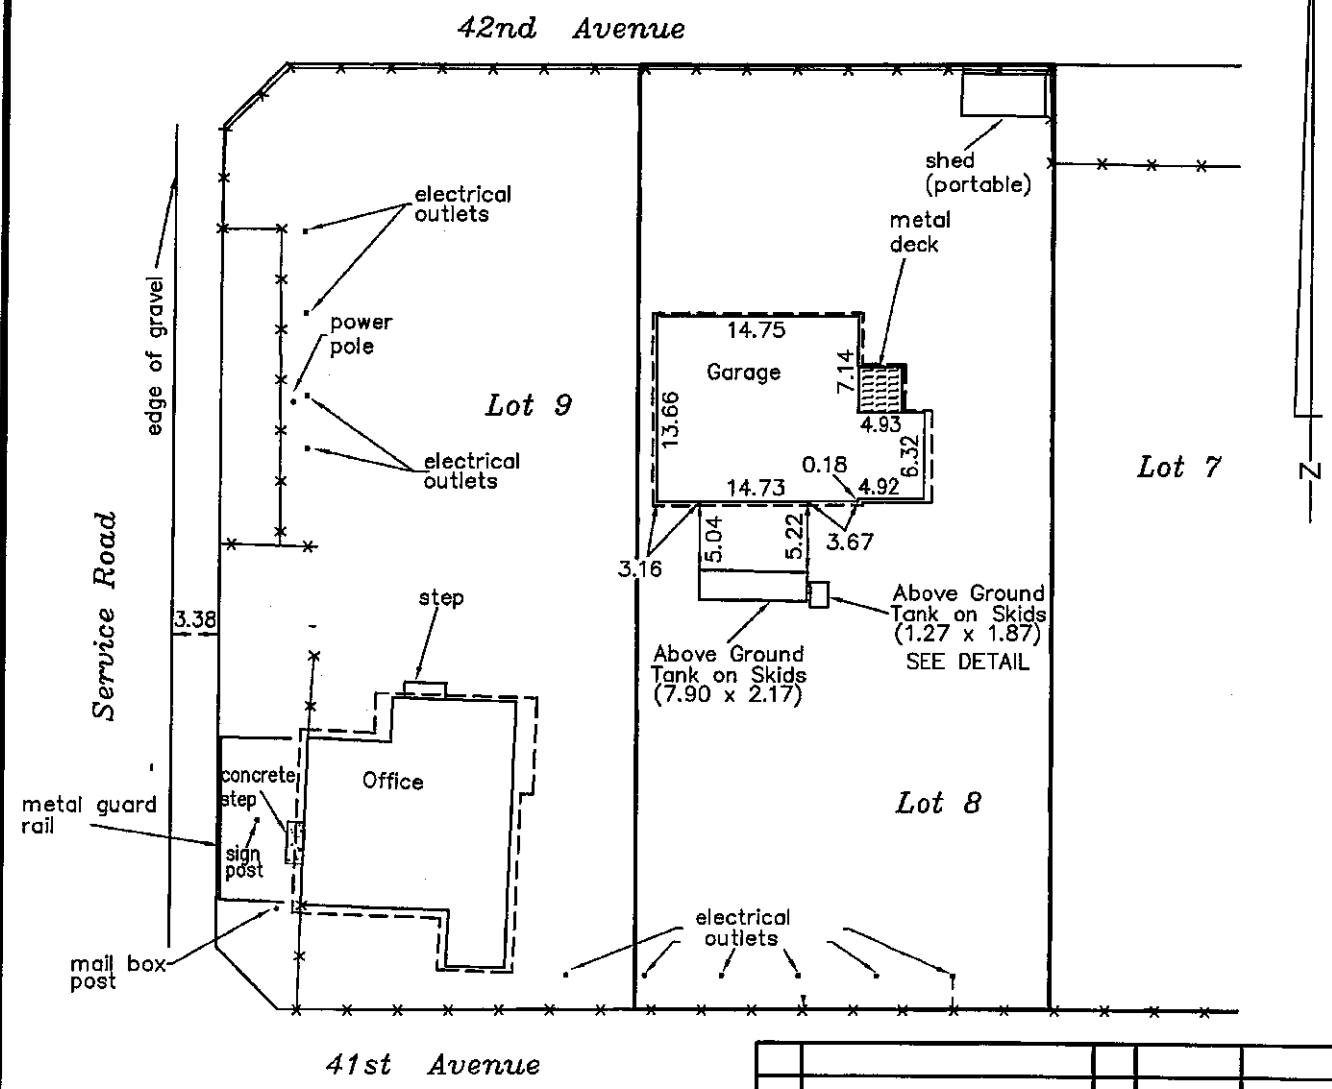 42nd Avenue
shed
(portable)
metal
deck
electrical
outlets
edge of gravel
power
pole
14.75
Garage
7.14
13.66
4.93
6.32
Lot 9
electrical
outlets
0.18
14.73
4.92
Lot 7
N
5.04
5.22
3.67
3.16
Service Road
3.38
step
Above Ground
Tank on Skids
(1.27 x 1.87)
SEE DETAIL
Above Ground
Tank on Skids
(7.90 x 2.17)
concrete
step
Office
metal guard
rail
sign
post
Lot 8
electrical
outlets
mail box
post
41st Avenue